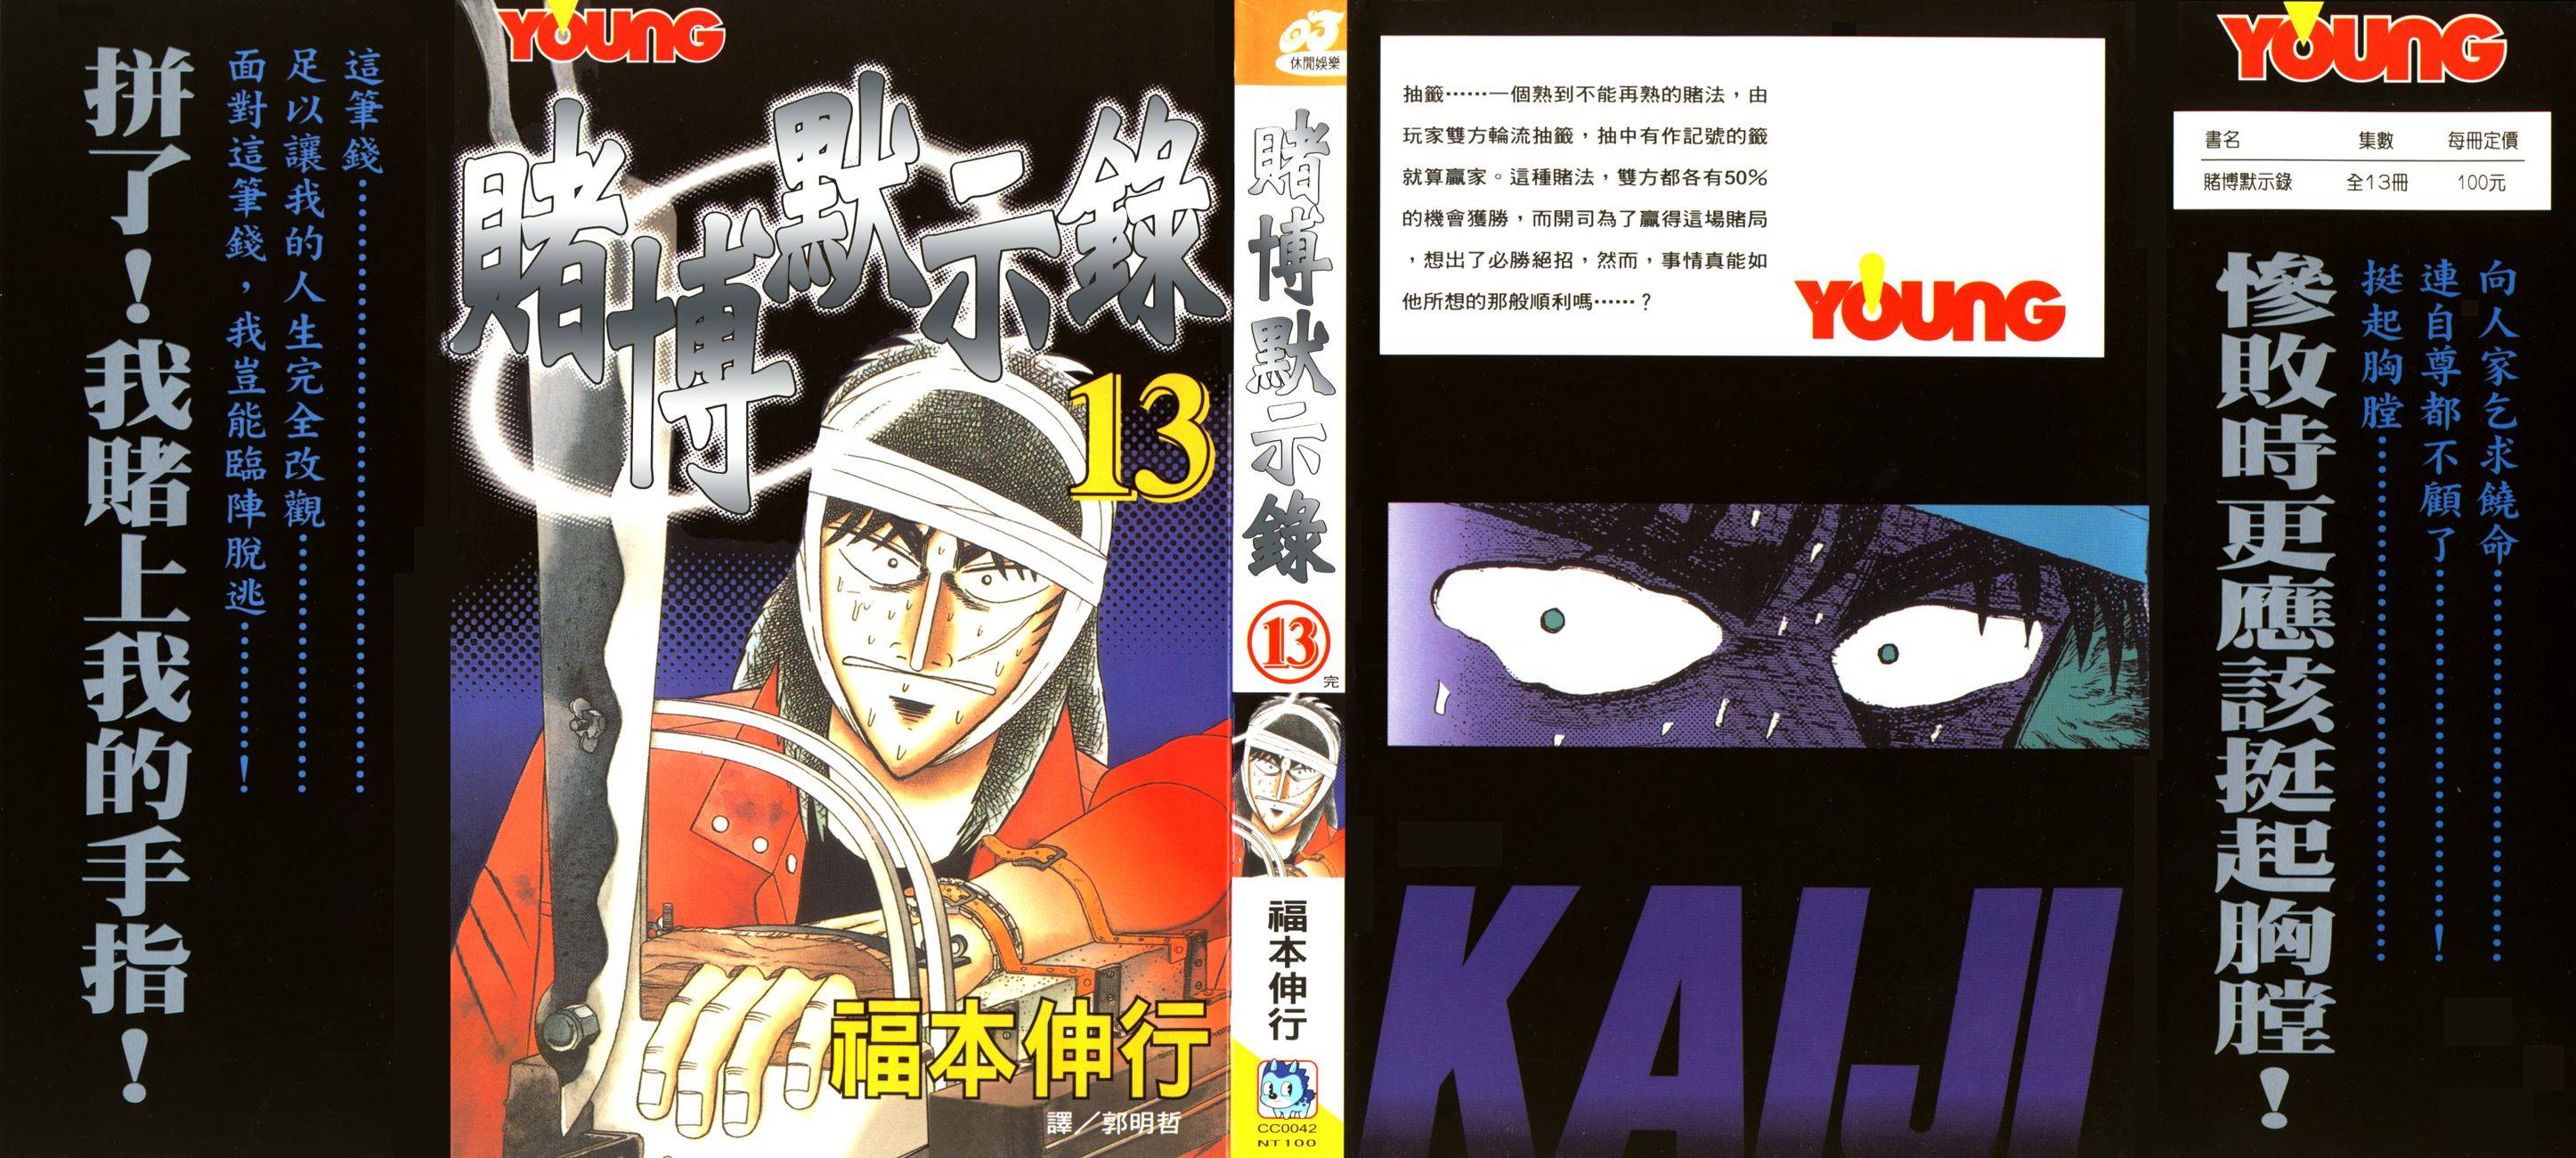 這筆錢……………………………………
足以讓我的人生完全改觀……………………
面對這筆錢，我豈能臨陣脫逃……………！
拼了！我賭上我的手指！
YOUNG
賭博默示錄
13
福本伸行
譯／郭明哲
休閒娛樂
賭博默示錄
13
完
福本伸行
CC0042
NT100
抽籤……一個熟到不能再熟的賭法，由
玩家雙方輪流抽籤，抽中有作記號的籤
就算贏家。這種賭法，雙方都各有50%
的機會獲勝，而開司為了贏得這場賭局
，想出了必勝絕招，然而，事情真能如
他所想的那般順利嗎……？
YOUNG
KAIJI
YOUNG
書名 集數 每冊定價
賭博默示錄 全13冊 100元
向人家乞求饒命……………………
連自尊都不顧了…………………！
挺起胸膛……………………………
慘敗時更應該挺起胸膛！